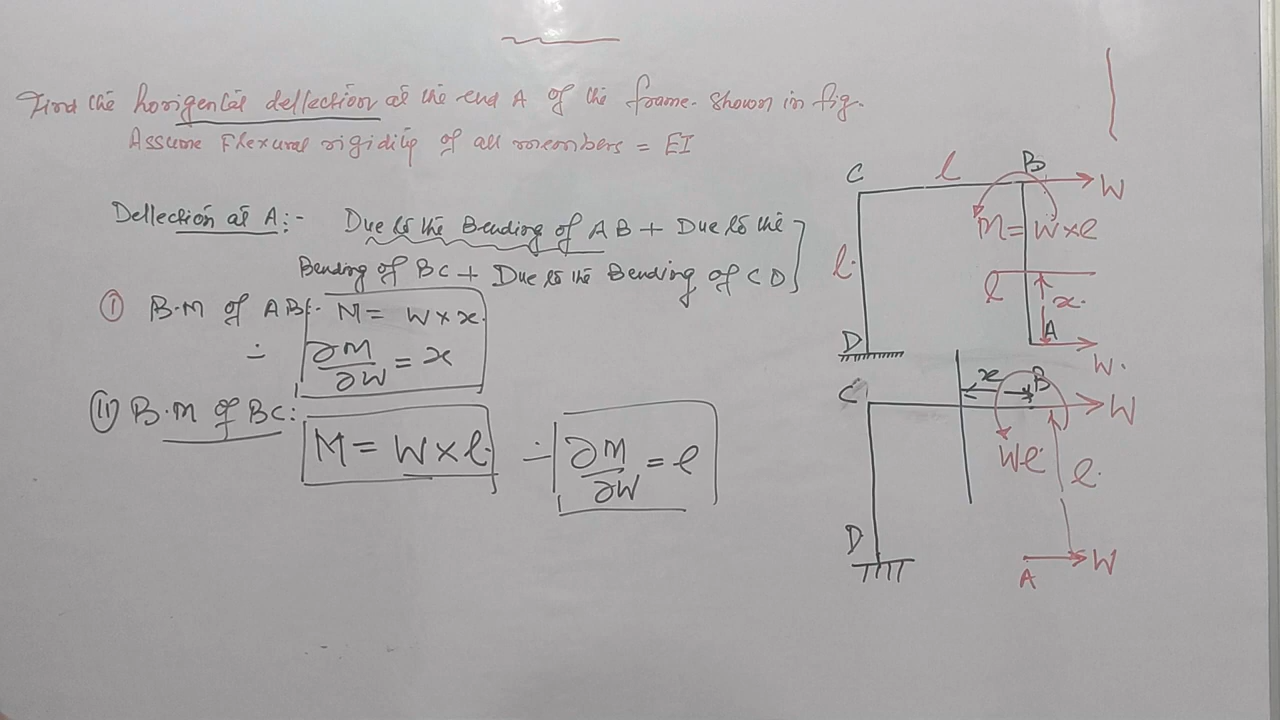 Find the horigental deflection at the end A of the frame. Shown in fig.
Assume Flexural rigidity of all members = EI
Deflection at A:- Due to the Bending of AB + Due to the
Bending of BC + Due to the Bending of CD
(i) B.M of AB:- M = W x x
∴ ∂M/∂W = x
(ii) B.M of BC:
M = W x l. ∴ ∂M/∂W = l
C l B W
M = W x l
l.
l x.
D A W.
x B
C W
Wl l.
D
A W